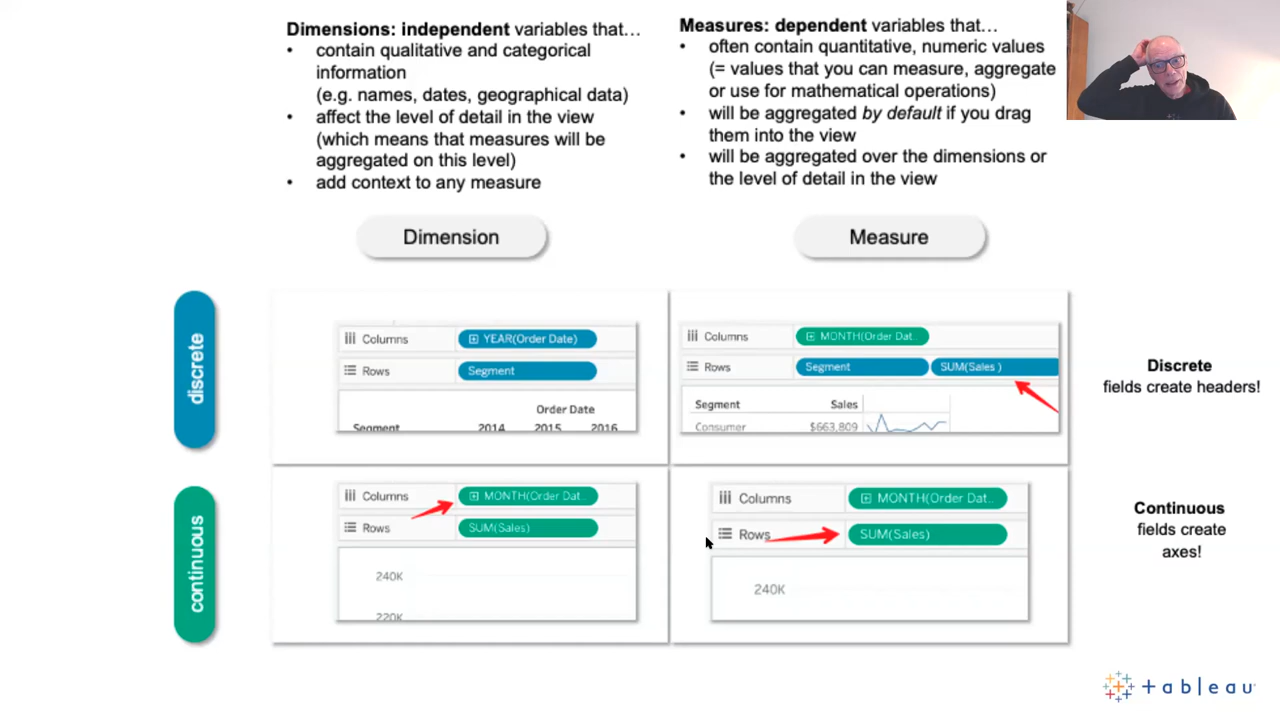 Dimensions: independent variables that…
• contain qualitative and categorical
information
(e.g. names, dates, geographical data)
• affect the level of detail in the view
(which means that measures will be
aggregated on this level)
• add context to any measure
Measures: dependent variables that…
• often contain quantitative, numeric values
(= values that you can measure, aggregate
or use for mathematical operations)
• will be aggregated by default if you drag
them into the view
• will be aggregated over the dimensions or
the level of detail in the view
Dimension
Measure
discrete
Columns YEAR(Order Date)
Rows Segment
Order Date
Segment 2014 2015 2016
Columns MONTH(Order Dat..
Rows Segment SUM(Sales )
Segment Sales
Consumer $663,809
Discrete
fields create headers!
continuous
Columns MONTH(Order Dat..
Rows SUM(Sales)
240K
220K
Columns MONTH(Order Dat..
Rows SUM(Sales)
240K
Continuous
fields create
axes!
+ableau